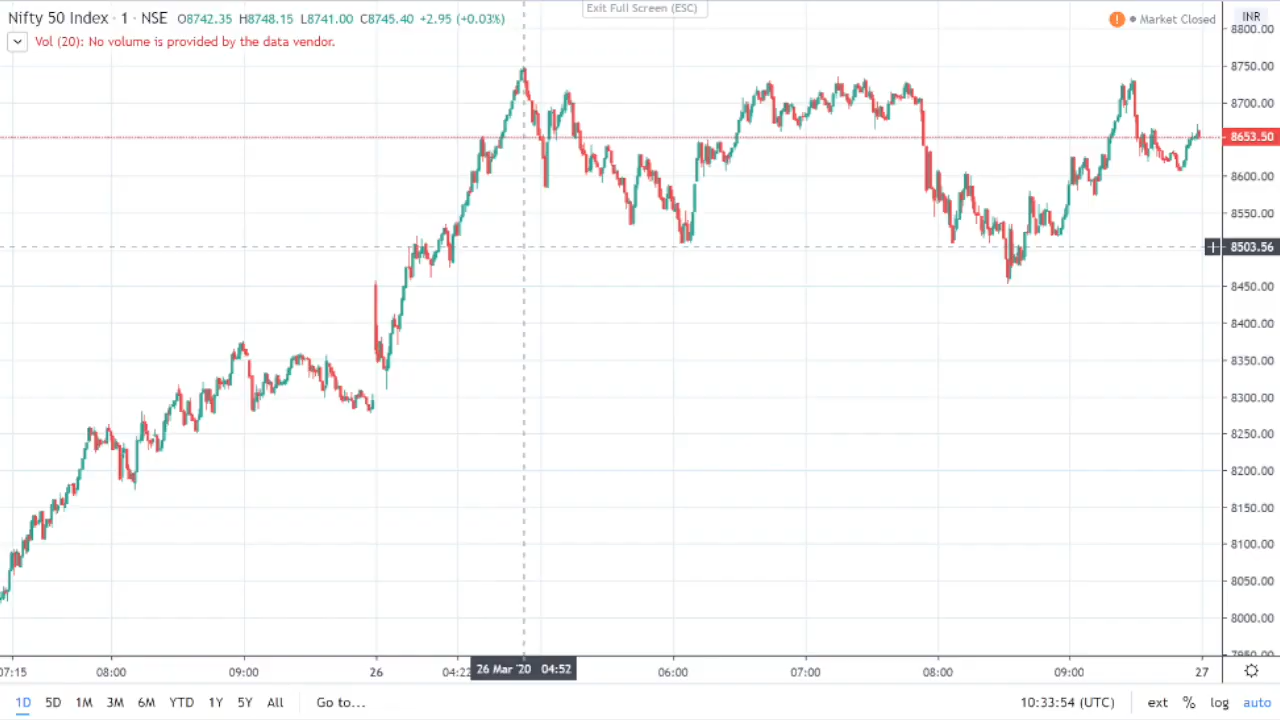 Nifty 50 Index · 1 · NSE O8742.35 H8748.15 L8741.00 C8745.40 +2.95 (+0.03%)
Exit Full Screen (ESC)
! Market Closed
INR
Vol (20): No volume is provided by the data vendor.
8800.00
8750.00
8700.00
8653.50
8600.00
8550.00
8503.56
8450.00
8400.00
8350.00
8300.00
8250.00
8200.00
8150.00
8100.00
8050.00
8000.00
7950.00
07:15 08:00 09:00 26 04:22 26 Mar '20 04:52 06:00 07:00 08:00 09:00 27
1D 5D 1M 3M 6M YTD 1Y 5Y All Go to... 10:33:54 (UTC) ext % log auto